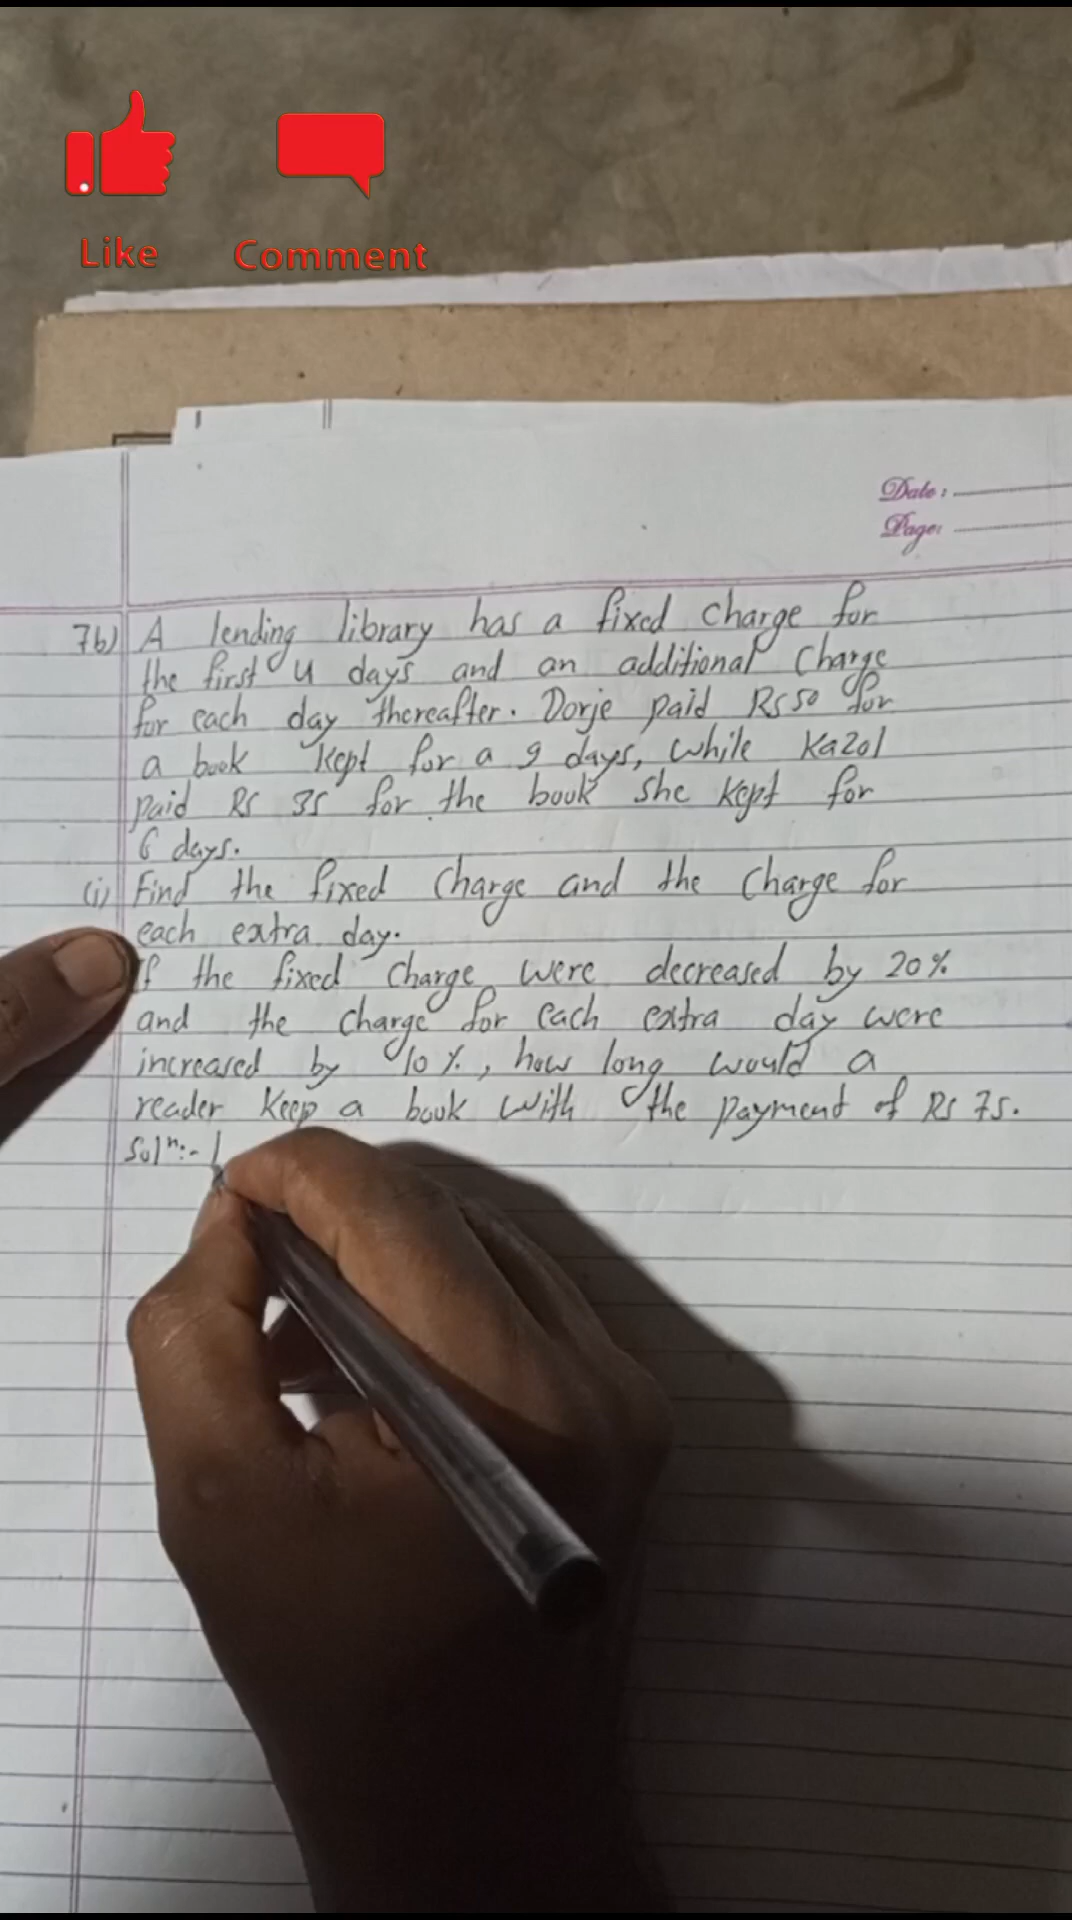 Like
Comment
Date:
Page:
7b) A lending library has a fixed charge for
the first 4 days and an additional charge
for each day thereafter. Dorje paid Rs 50 for
a book kept for a 9 days, while Kazol
paid Rs 35 for the book she kept for
6 days.
(i) Find the fixed charge and the charge for
each extra day.
If the fixed charge were decreased by 20%
and the charge for each extra day were
increased by 10%, how long would a
reader keep a book with the payment of Rs 75.
Solⁿ:-